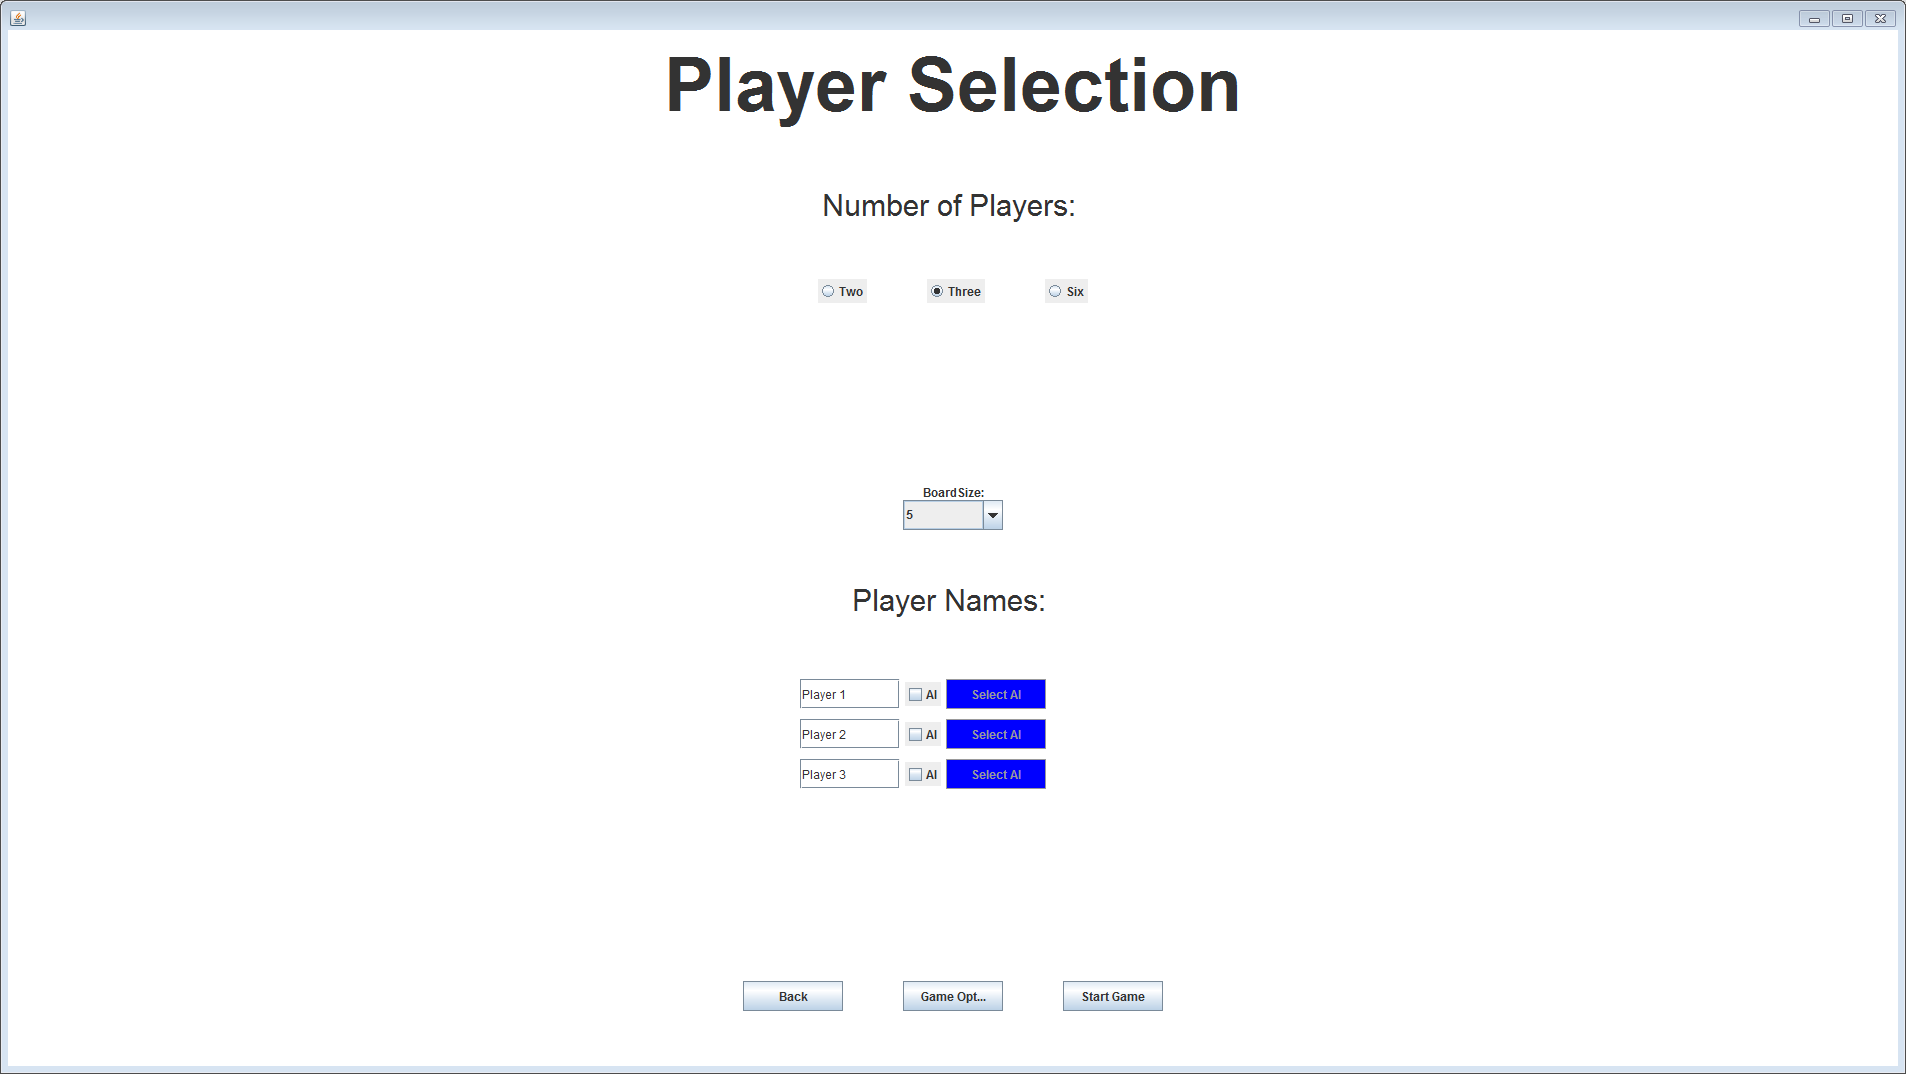 Player Selection
Number of Players:
Two Three Six
Board Size:
5
Player Names:
Player 1 AI Select AI
Player 2 AI Select AI
Player 3 AI Select AI
Back Game Opt... Start Game